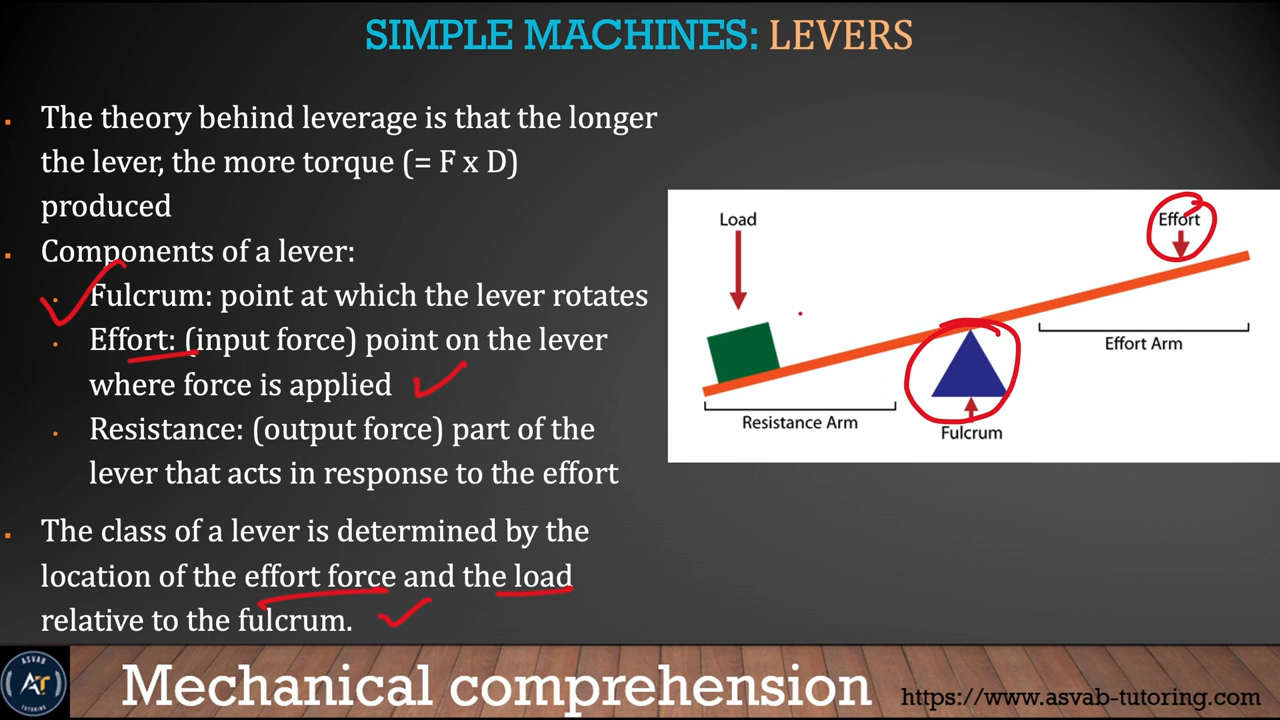 SIMPLE MACHINES: LEVERS
The theory behind leverage is that the longer
the lever, the more torque (= F x D)
produced
Components of a lever:
Fulcrum: point at which the lever rotates
Effort: (input force) point on the lever
where force is applied
Resistance: (output force) part of the
lever that acts in response to the effort
The class of a lever is determined by the
location of the effort force and the load
relative to the fulcrum.
Load
Effort
Effort Arm
Resistance Arm
Fulcrum
ASVAB
AT
TUTORING
Mechanical comprehension
https://www.asvab-tutoring.com